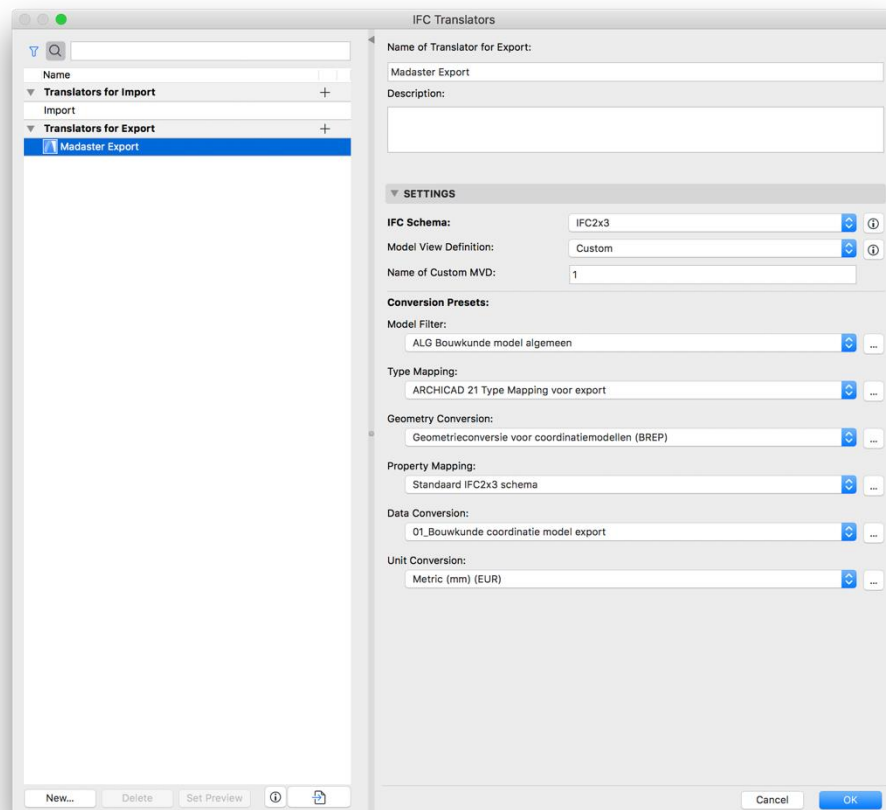 IFC Translators
Name
Translators for Import
Import
Translators for Export
Madaster Export
New...
Delete
Set Preview
Name of Translator for Export:
Madaster Export
Description:
SETTINGS
IFC Schema:
IFC2x3
Model View Definition:
Custom
Name of Custom MVD:
1
Conversion Presets:
Model Filter:
ALG Bouwkunde model algemeen
...
Type Mapping:
ARCHICAD 21 Type Mapping voor export
...
Geometry Conversion:
Geometrieconversie voor coordinatiemodellen (BREP)
...
Property Mapping:
Standaard IFC2x3 schema
...
Data Conversion:
01_Bouwkunde coordinatie model export
...
Unit Conversion:
Metric (mm) (EUR)
...
Cancel
OK